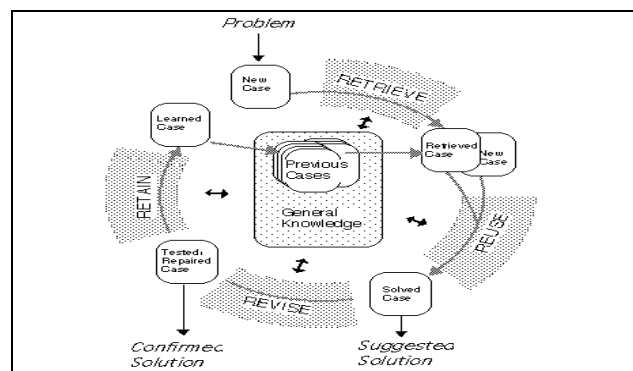 Problem
New
Case
RETRIEVE
Learned
Case
Retrieved
Case
New
Case
Previous
Cases
General
Knowledge
RETAIN
REUSE
Tested/
Repaired
Case
REVISE
Solved
Case
Confirmed
Solution
Suggested
Solution